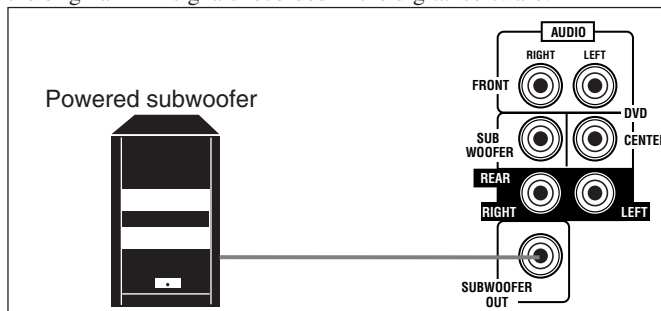 Powered subwoofer
AUDIO
RIGHT LEFT
FRONT
DVD
SUB WOOFER
CENTER
REAR
RIGHT LEFT
SUBWOOFER
OUT